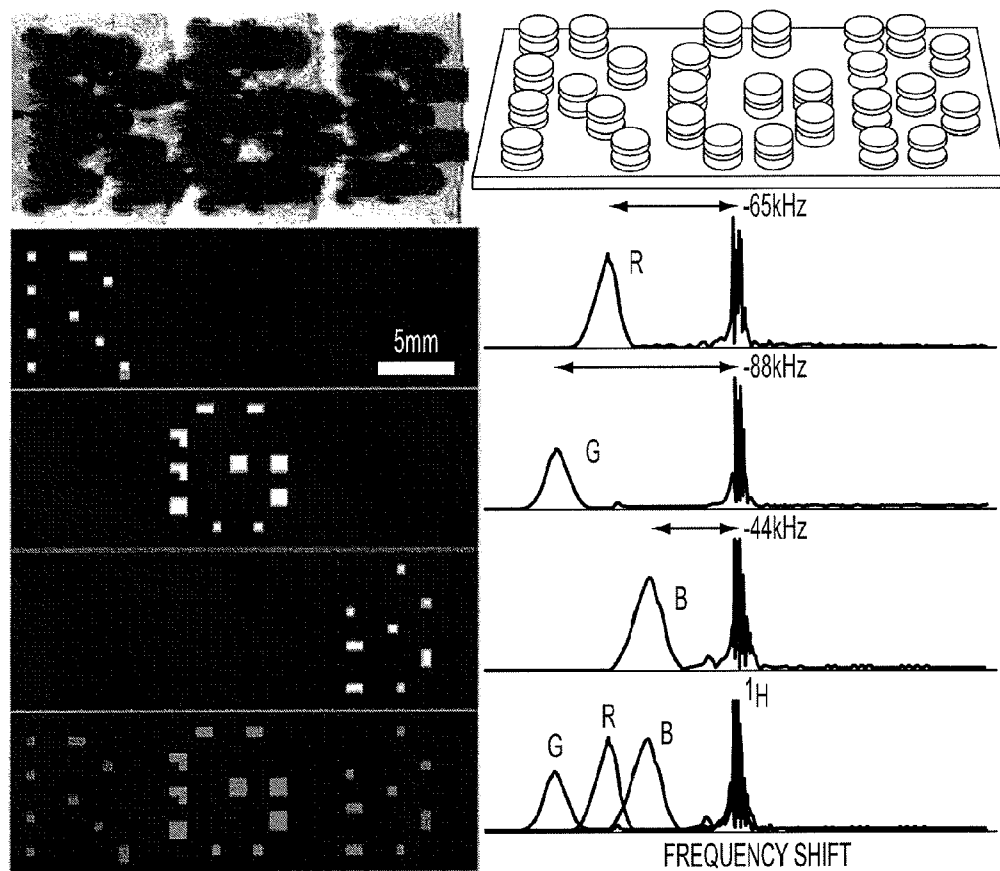 -65kHz
R
5mm
-88kHz
G
-44kHz
B
1H
G R B
FREQUENCY SHIFT